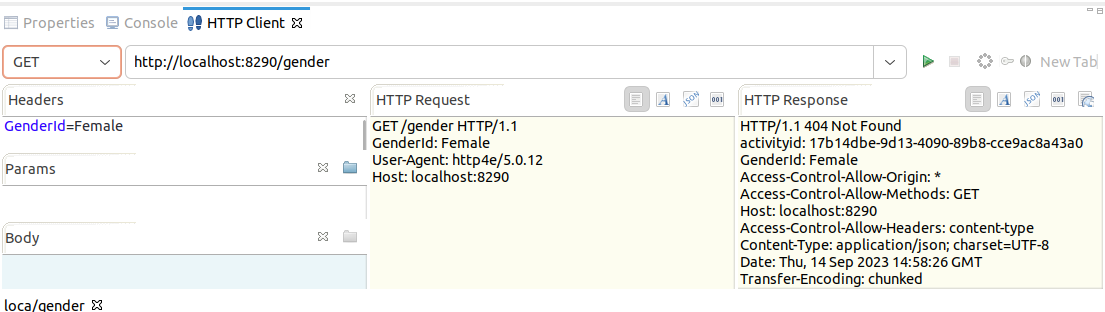 Properties Console HTTP Client
GET http://localhost:8290/gender New Tab
Headers
GenderId=Female
Params
Body
HTTP Request
GET /gender HTTP/1.1
GenderId: Female
User-Agent: http4e/5.0.12
Host: localhost:8290
HTTP Response
HTTP/1.1 404 Not Found
activityid: 17b14dbe-9d13-4090-89b8-cce9ac8a43a0
GenderId: Female
Access-Control-Allow-Origin: *
Access-Control-Allow-Methods: GET
Host: localhost:8290
Access-Control-Allow-Headers: content-type
Content-Type: application/json; charset=UTF-8
Date: Thu, 14 Sep 2023 14:58:26 GMT
Transfer-Encoding: chunked
loca/gender